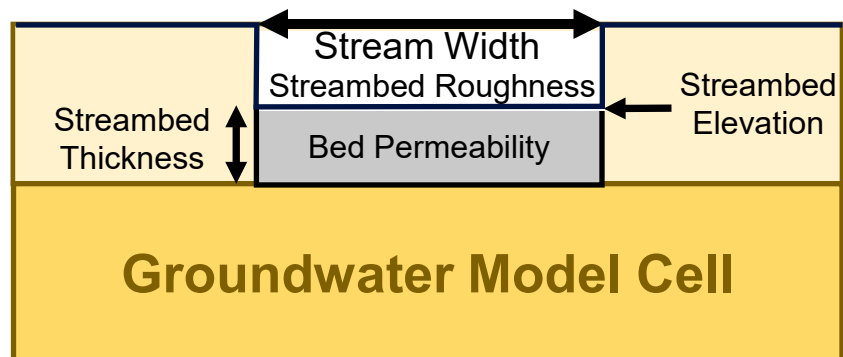 Stream Width
Streambed Roughness
Streambed
Elevation
Streambed
Thickness
Bed Permeability
Groundwater Model Cell